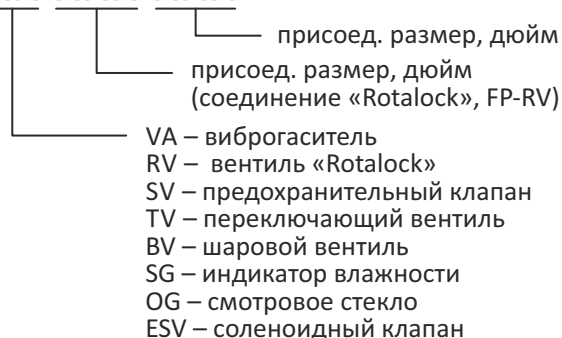 присоед. размер, дюйм
присоед. размер, дюйм
(соединение «Rotalock», FP-RV)
VA – виброгаситель
RV – вентиль «Rotalock»
SV – предохранительный клапан
TV – переключающий вентиль
BV – шаровой вентиль
SG – индикатор влажности
OG – смотровое стекло
ESV – соленоидный клапан